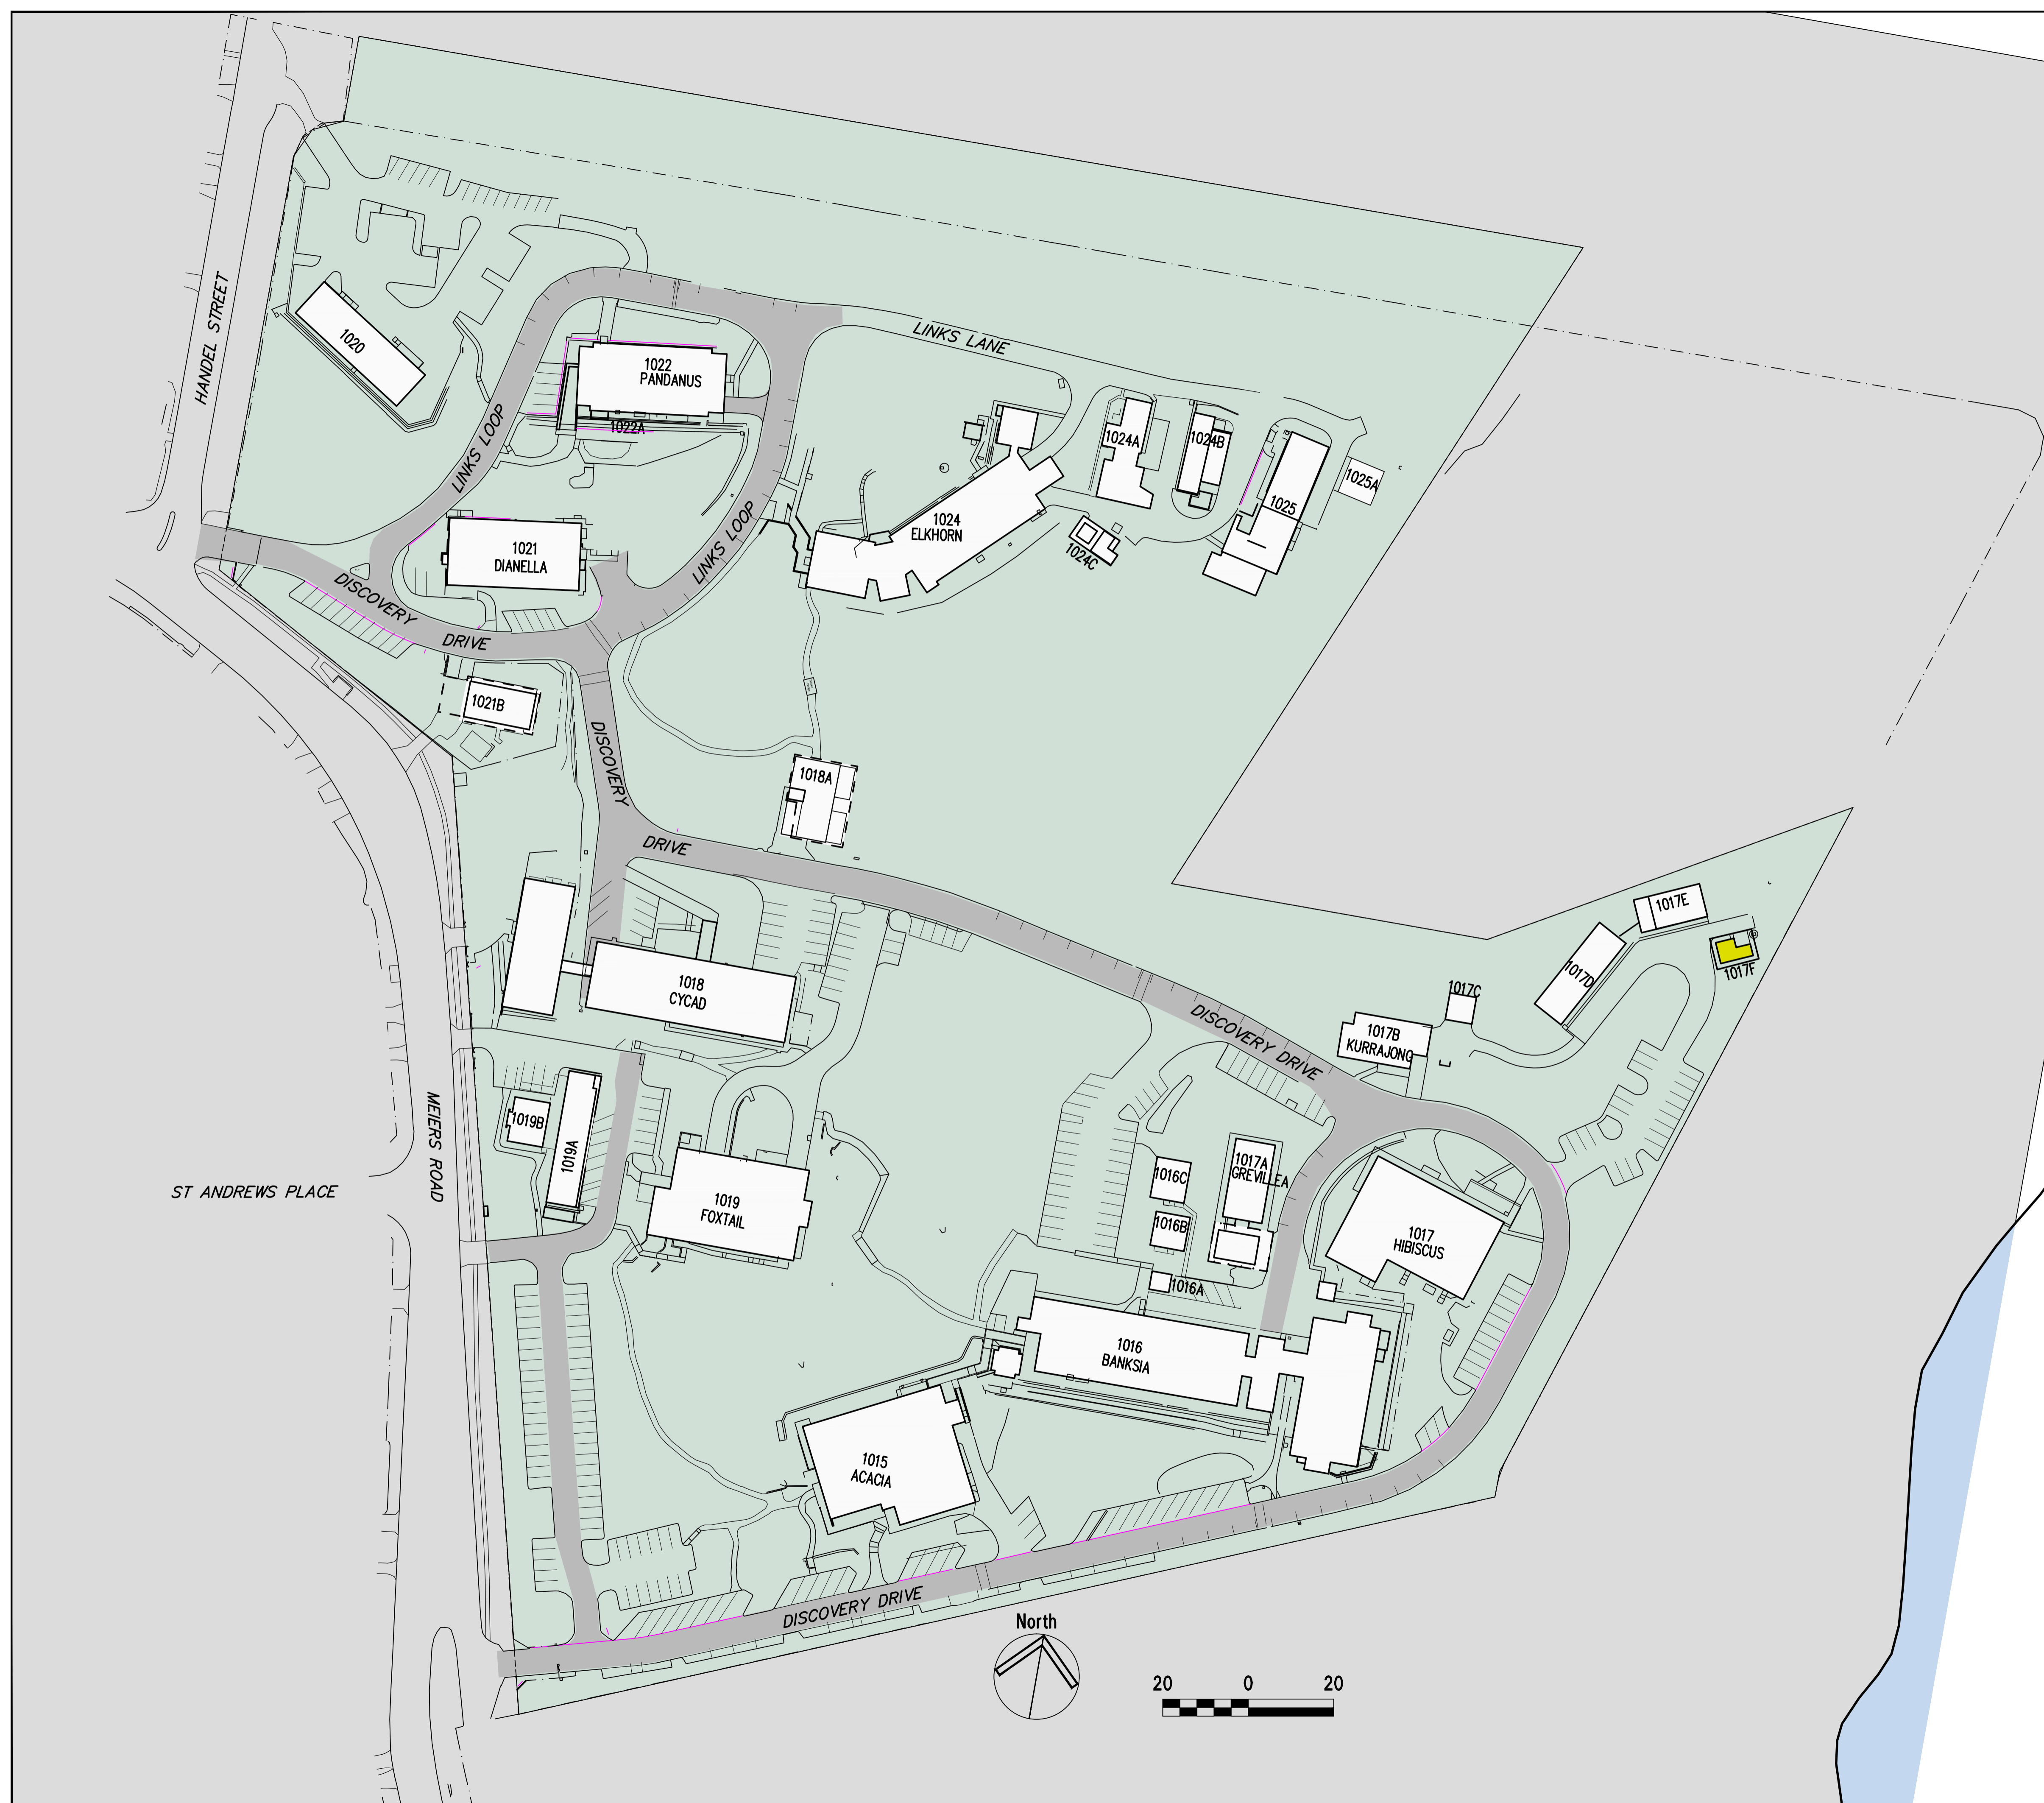 HANDEL STREET
1020
LINKS LOOP
1022
PANDANUS
1022A
LINKS LANE
1024A
1024B
1025
1025A
1024
ELKHORN
1024C
LINKS LOOP
1021
DIANELLA
DISCOVERY DRIVE
1021B
DISCOVERY DRIVE
1018A
1017E
1017F
1017D
1017C
1017B
KURRAJONG
1018
CYCAD
DISCOVERY DRIVE
MEIERS ROAD
1019B
1019A
ST ANDREWS PLACE
1019
FOXTAIL
1016C
1017A
GREVILLEA
1016B
1017
HIBISCUS
1016A
1016
BANKSIA
1015
ACACIA
DISCOVERY DRIVE
North
20 0 20